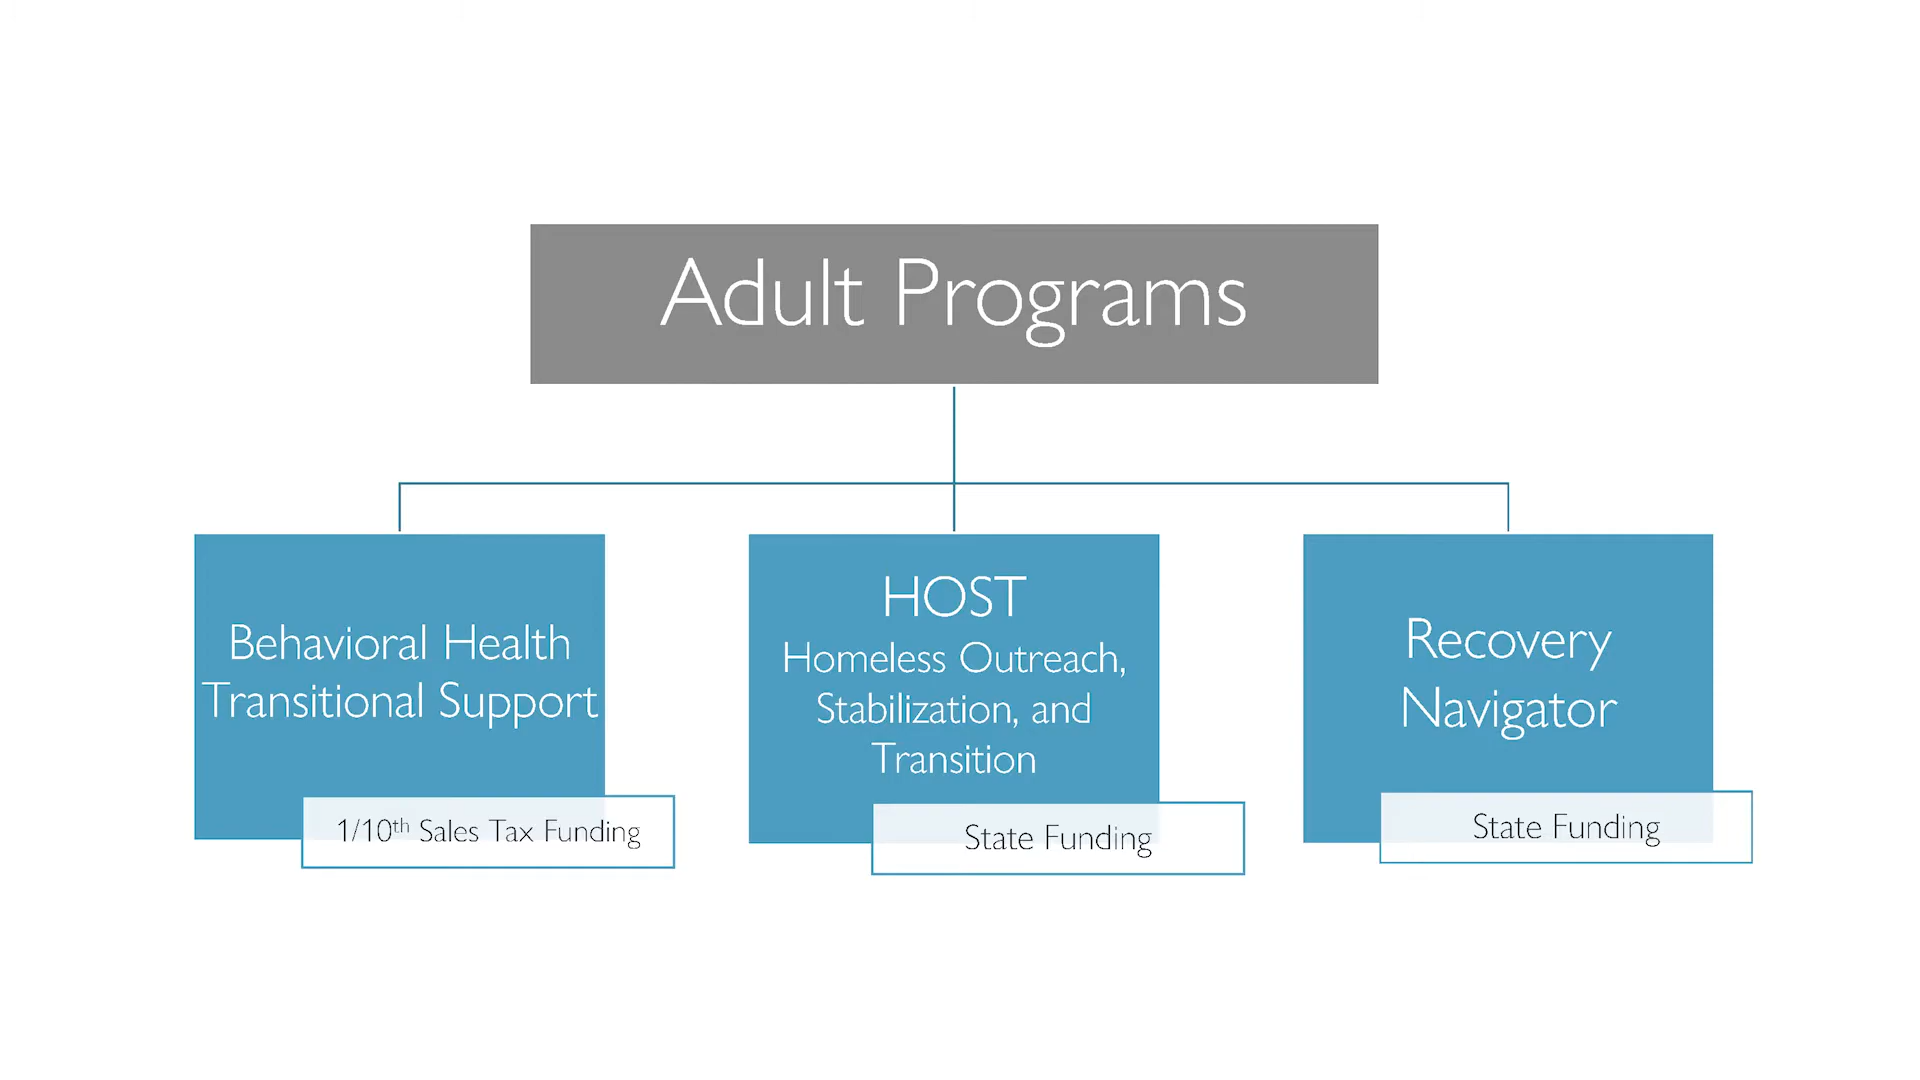 Adult Programs
Behavioral Health
Transitional Support
1/10th Sales Tax Funding
HOST
Homeless Outreach,
Stabilization, and
Transition
State Funding
Recovery
Navigator
State Funding